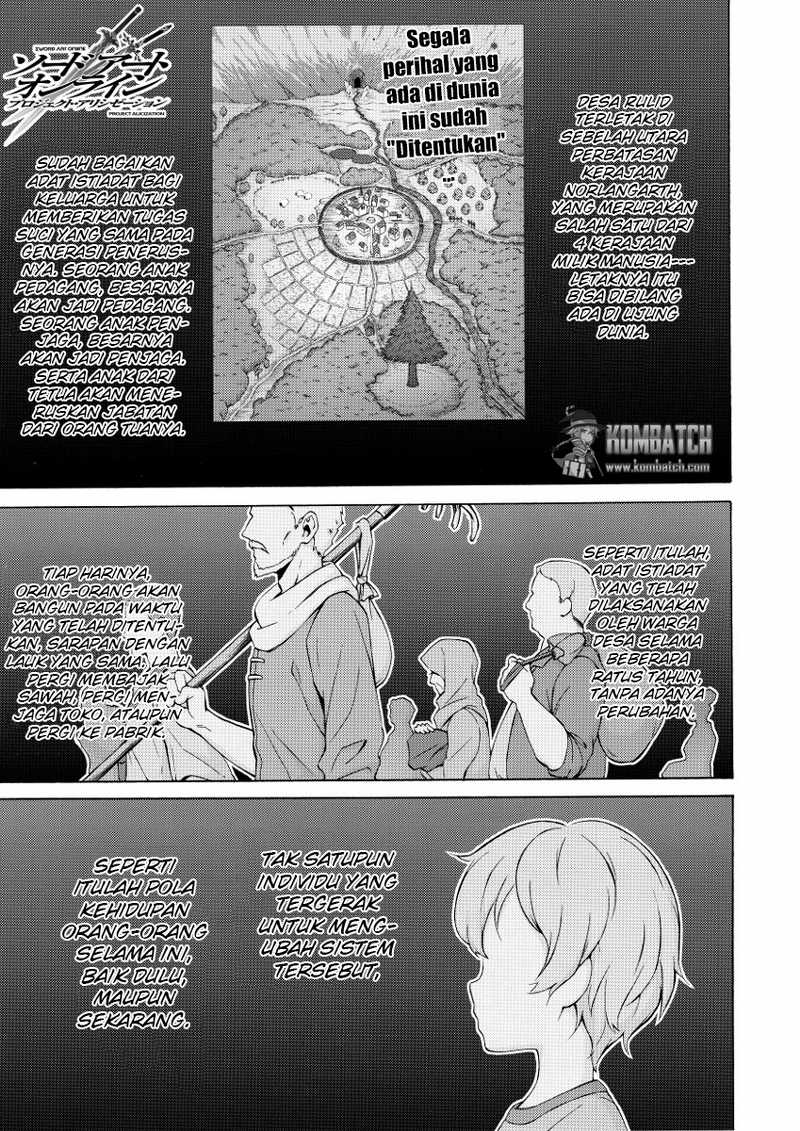 SWORD ART ONLINE
ソードアート
オンライン
プロジェクト・アリシゼーション
PROJECT ALICIZATION
Segala
perihal yang
ada di dunia
ini sudah
"Ditentukan"
...
DESA RULID
TERLETAK DI
SEBELAH UTARA
PERBATASAN
KERAJAAN
NORLANGARTH,
YANG MERUPAKAN
SALAH SATU DARI
4 KERAJAAN
MILIK MANUSIA---
LETAKNYA ITU
BISA DIBILANG
ADA DI UJUNG
DUNIA.
SUDAH BAGAIKAN
ADAT ISTIADAT BAGI
KELUARGA UNTUK
MEMBERIKAN TUGAS
SUCI YANG SAMA PADA
GENERASI PENERUS-
NYA. SEORANG ANAK
PEDAGANG, BESARNYA
AKAN JADI PEDAGANG.
SEORANG ANAK PEN-
JAGA, BESARNYA
AKAN JADI PENJAGA.
SERTA ANAK DARI
TETUA AKAN MENE-
RUSKAN JABATAN
DARI ORANG TUANYA.
KOMBATCH
www.kombatch.com
SEPERTI ITULAH,
ADAT ISTIADAT
YANG TELAH
DILAKSANAKAN
OLEH WARGA
DESA SELAMA
BEBERAPA
RATUS TAHUN,
TANPA ADANYA
PERUBAHAN.
TIAP HARINYA,
ORANG-ORANG AKAN
BANGUN PADA WAKTU
YANG TELAH DITENTU-
KAN, SARAPAN DENGAN
LAUK YANG SAMA, LALU
PERGI MEMBAJAK
SAWAH, PERGI MEN-
JAGA TOKO, ATAUPUN
PERGI KE PABRIK.
TAK SATUPUN
INDIVIDU YANG
TERGERAK
UNTUK MENG-
UBAH SISTEM
TERSEBUT,
SEPERTI
ITULAH POLA
KEHIDUPAN
ORANG-ORANG
SELAMA INI,
BAIK DULU,
MAUPUN
SEKARANG.